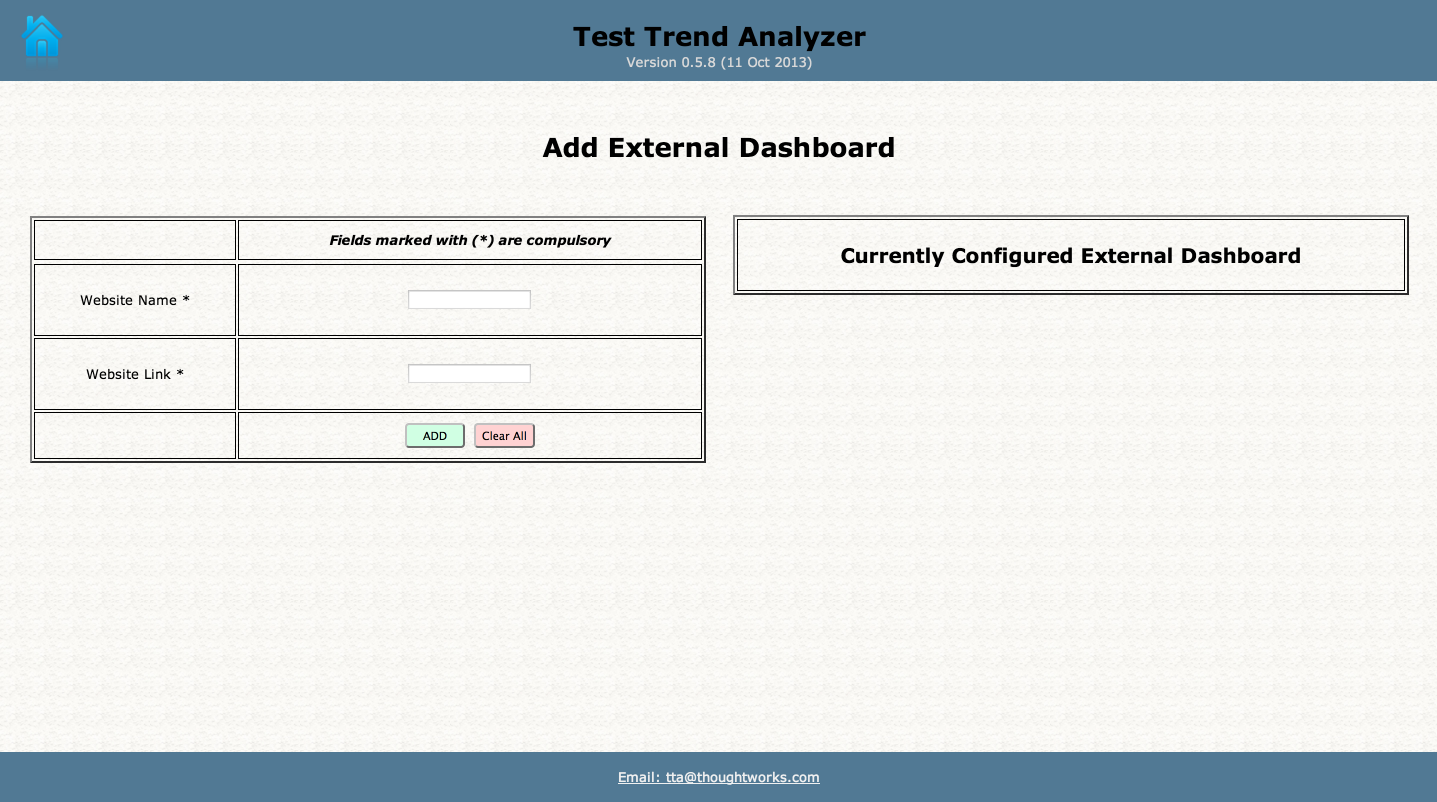 Test Trend Analyzer
Version 0.5.8 (11 Oct 2013)
Add External Dashboard
Fields marked with (*) are compulsory
Website Name *
Website Link *
ADD
Clear All
Currently Configured External Dashboard
Email: tta@thoughtworks.com